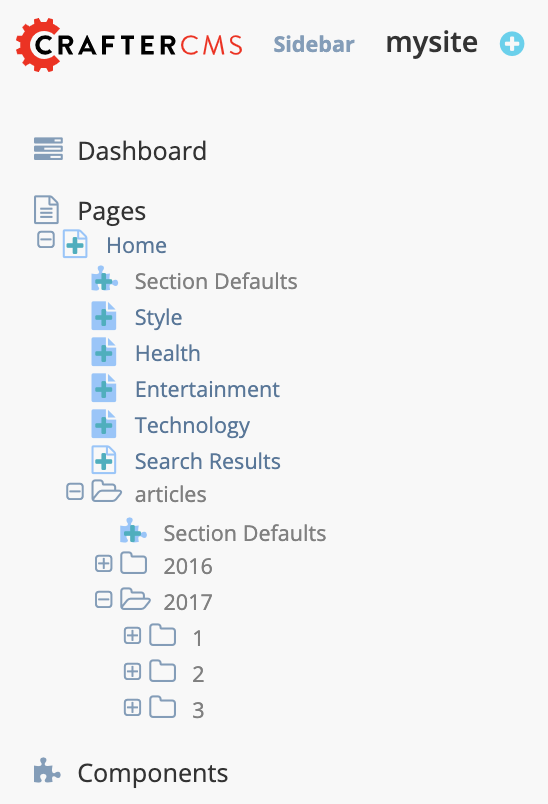 CRAFTERCMS Sidebar mysite
Dashboard
Pages
Home
Section Defaults
Style
Health
Entertainment
Technology
Search Results
articles
Section Defaults
2016
2017
1
2
3
Components